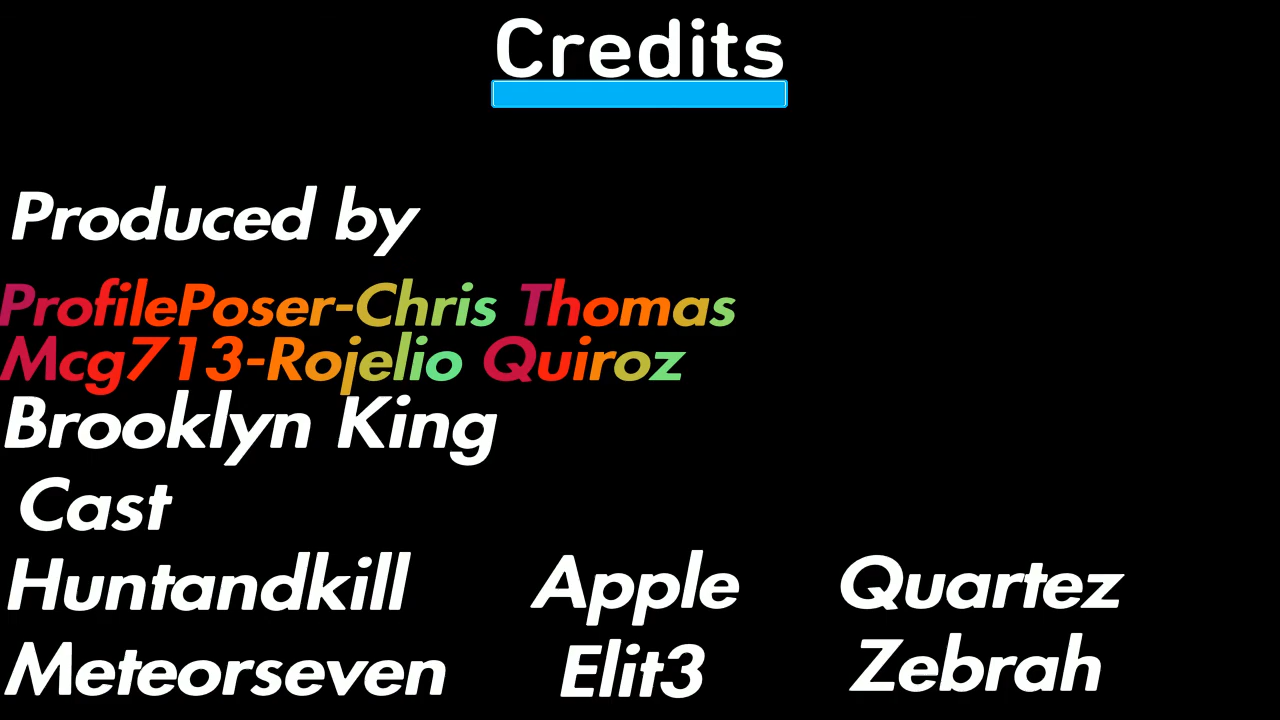 Credits
Produced by
ProfilePoser-Chris Thomas
Mcg713-Rojelio Quiroz
Brooklyn King
Cast
Huntandkill Apple Quartez
Meteorseven Elit3 Zebrah